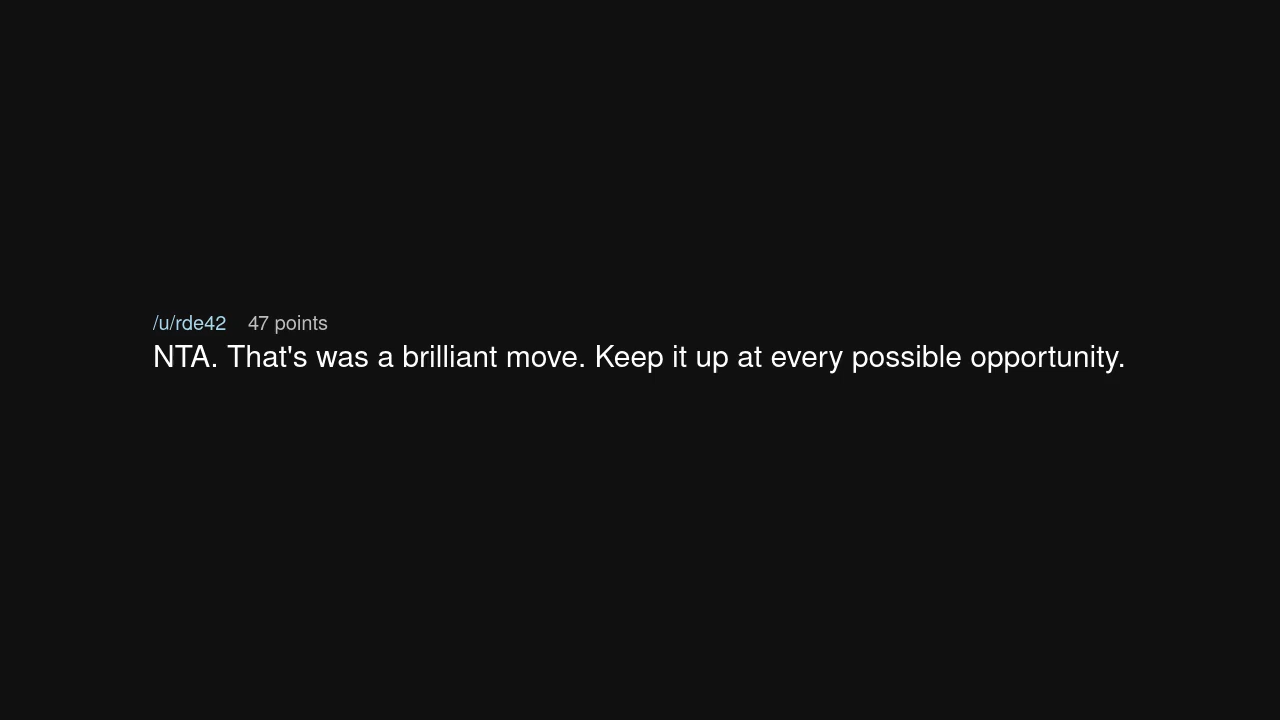 /u/rde42 47 points
NTA. That's was a brilliant move. Keep it up at every possible opportunity.